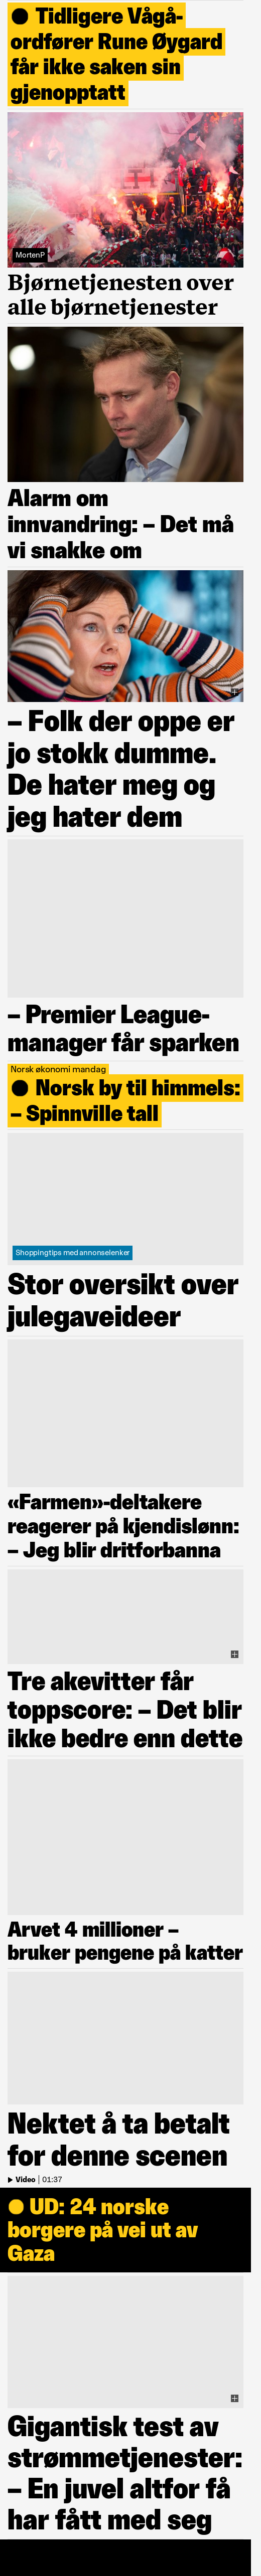 Tidligere Vågå-
ordfører Rune Øygard
får ikke saken sin
gjenopptatt
MortenP
Bjørnetjenesten over
alle bjørnetjenester
Alarm om
innvandring: – Det må
vi snakke om
– Folk der oppe er
jo stokk dumme.
De hater meg og
jeg hater dem
– Premier League-
manager får sparken
Norsk økonomi mandag
Norsk by til himmels:
– Spinnville tall
Shoppingtips med annonselenker
Stor oversikt over
julegaveideer
«Farmen»-deltakere
reagerer på kjendislønn:
– Jeg blir dritforbanna
Tre akevitter får
toppscore: – Det blir
ikke bedre enn dette
Arvet 4 millioner –
bruker pengene på katter
Nektet å ta betalt
for denne scenen
Video | 01:37
UD: 24 norske
borgere på vei ut av
Gaza
Gigantisk test av
strømmetjenester:
– En juvel altfor få
har fått med seg